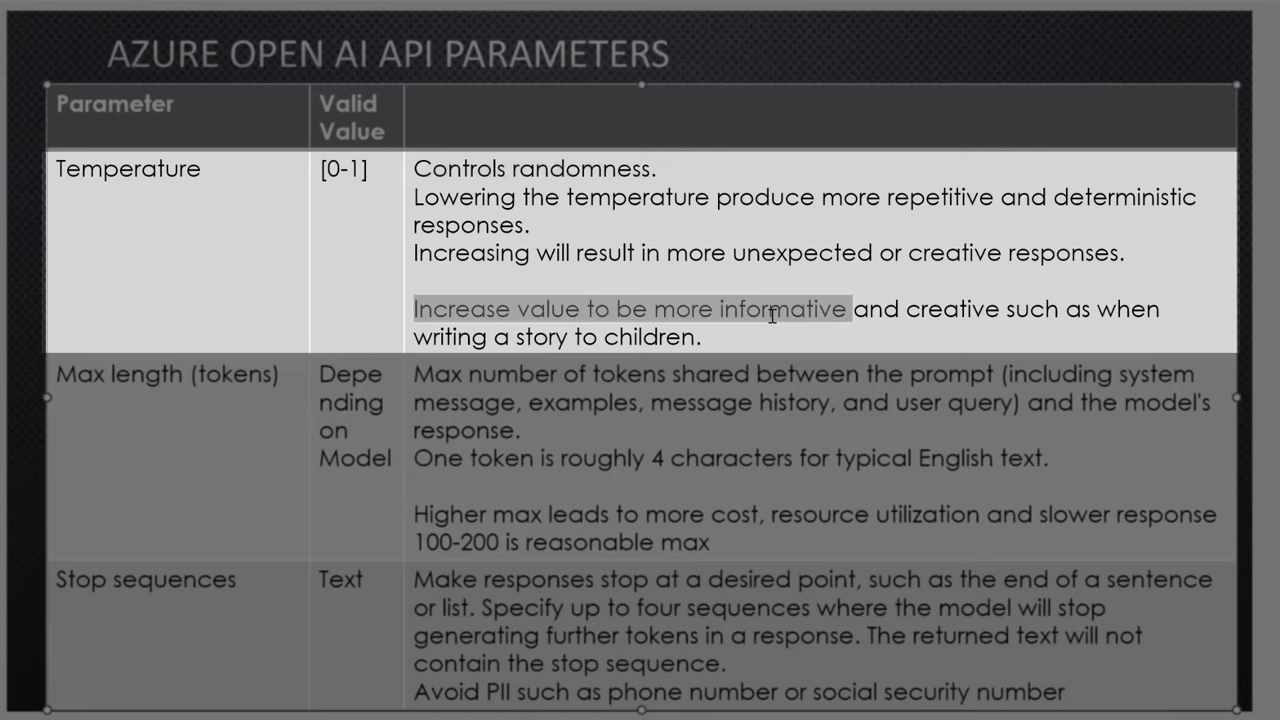 AZURE OPEN AI API PARAMETERS
Parameter
Valid
Value
Temperature
[0-1]
Controls randomness.
Lowering the temperature produce more repetitive and deterministic
responses.
Increasing will result in more unexpected or creative responses.
Increase value to be more informative and creative such as when
writing a story to children.
Max length (tokens)
Depe
nding
on
Model
Max number of tokens shared between the prompt (including system
message, examples, message history, and user query) and the model's
response.
One token is roughly 4 characters for typical English text.
Higher max leads to more cost, resource utilization and slower response
100-200 is reasonable max
Stop sequences
Text
Make responses stop at a desired point, such as the end of a sentence
or list. Specify up to four sequences where the model will stop
generating further tokens in a response. The returned text will not
contain the stop sequence.
Avoid PII such as phone number or social security number